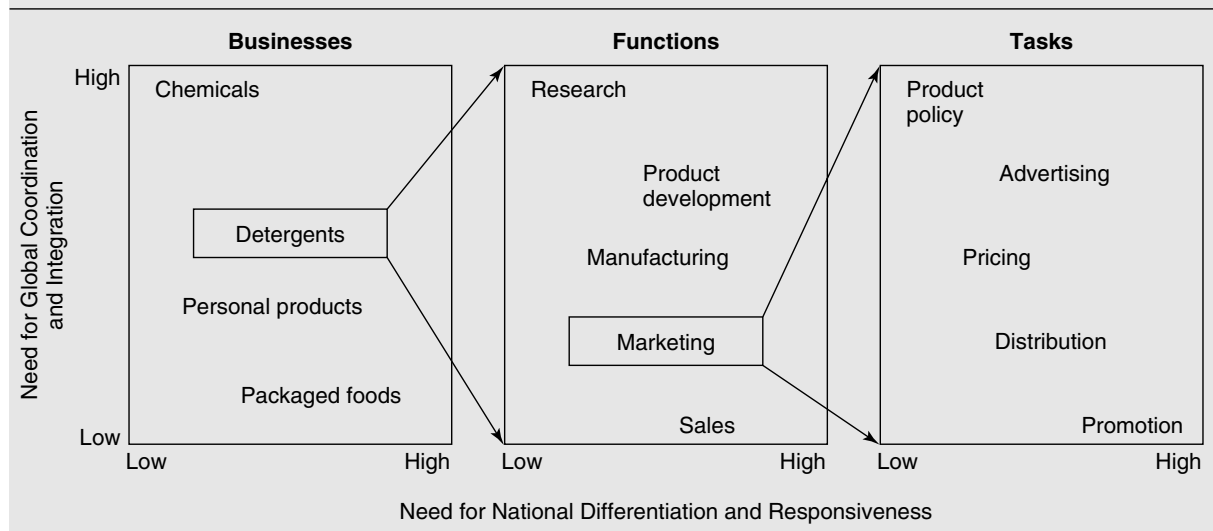 Businesses
Functions
Tasks
Need for Global Coordination
and Integration
High
Low
Chemicals
Detergents
Personal products
Packaged foods
Low
High
Research
Product
development
Manufacturing
Marketing
Sales
Low
High
Product
policy
Advertising
Pricing
Distribution
Promotion
Low
High
Need for National Differentiation and Responsiveness